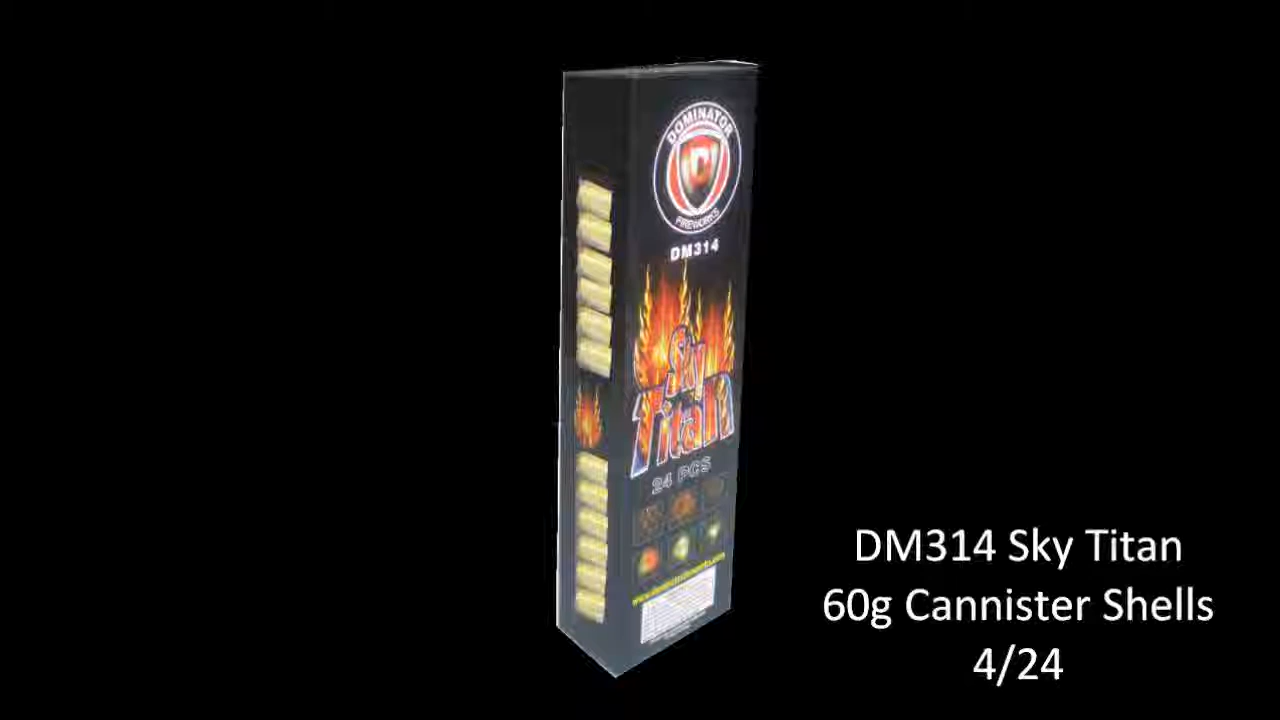 DOMINATOR
FIREWORKS
DM314
Sky
Titan
24 PCS
DM314 Sky Titan
60g Cannister Shells
4/24